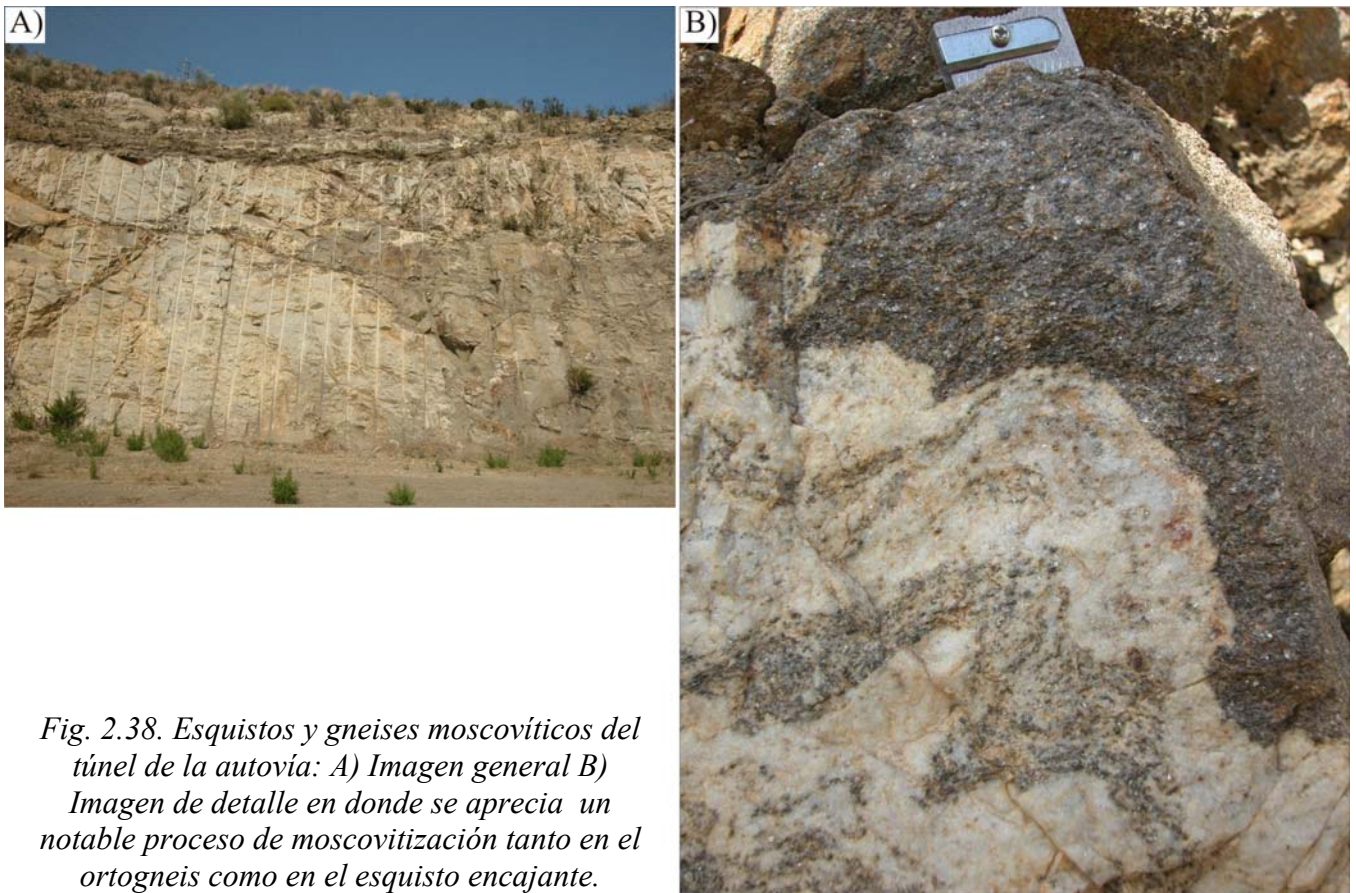 A)
B)
Fig. 2.38. Esquistos y gneises moscovíticos del
túnel de la autovía: A) Imagen general B)
Imagen de detalle en donde se aprecia un
notable proceso de moscovitización tanto en el
ortogneis como en el esquisto encajante.